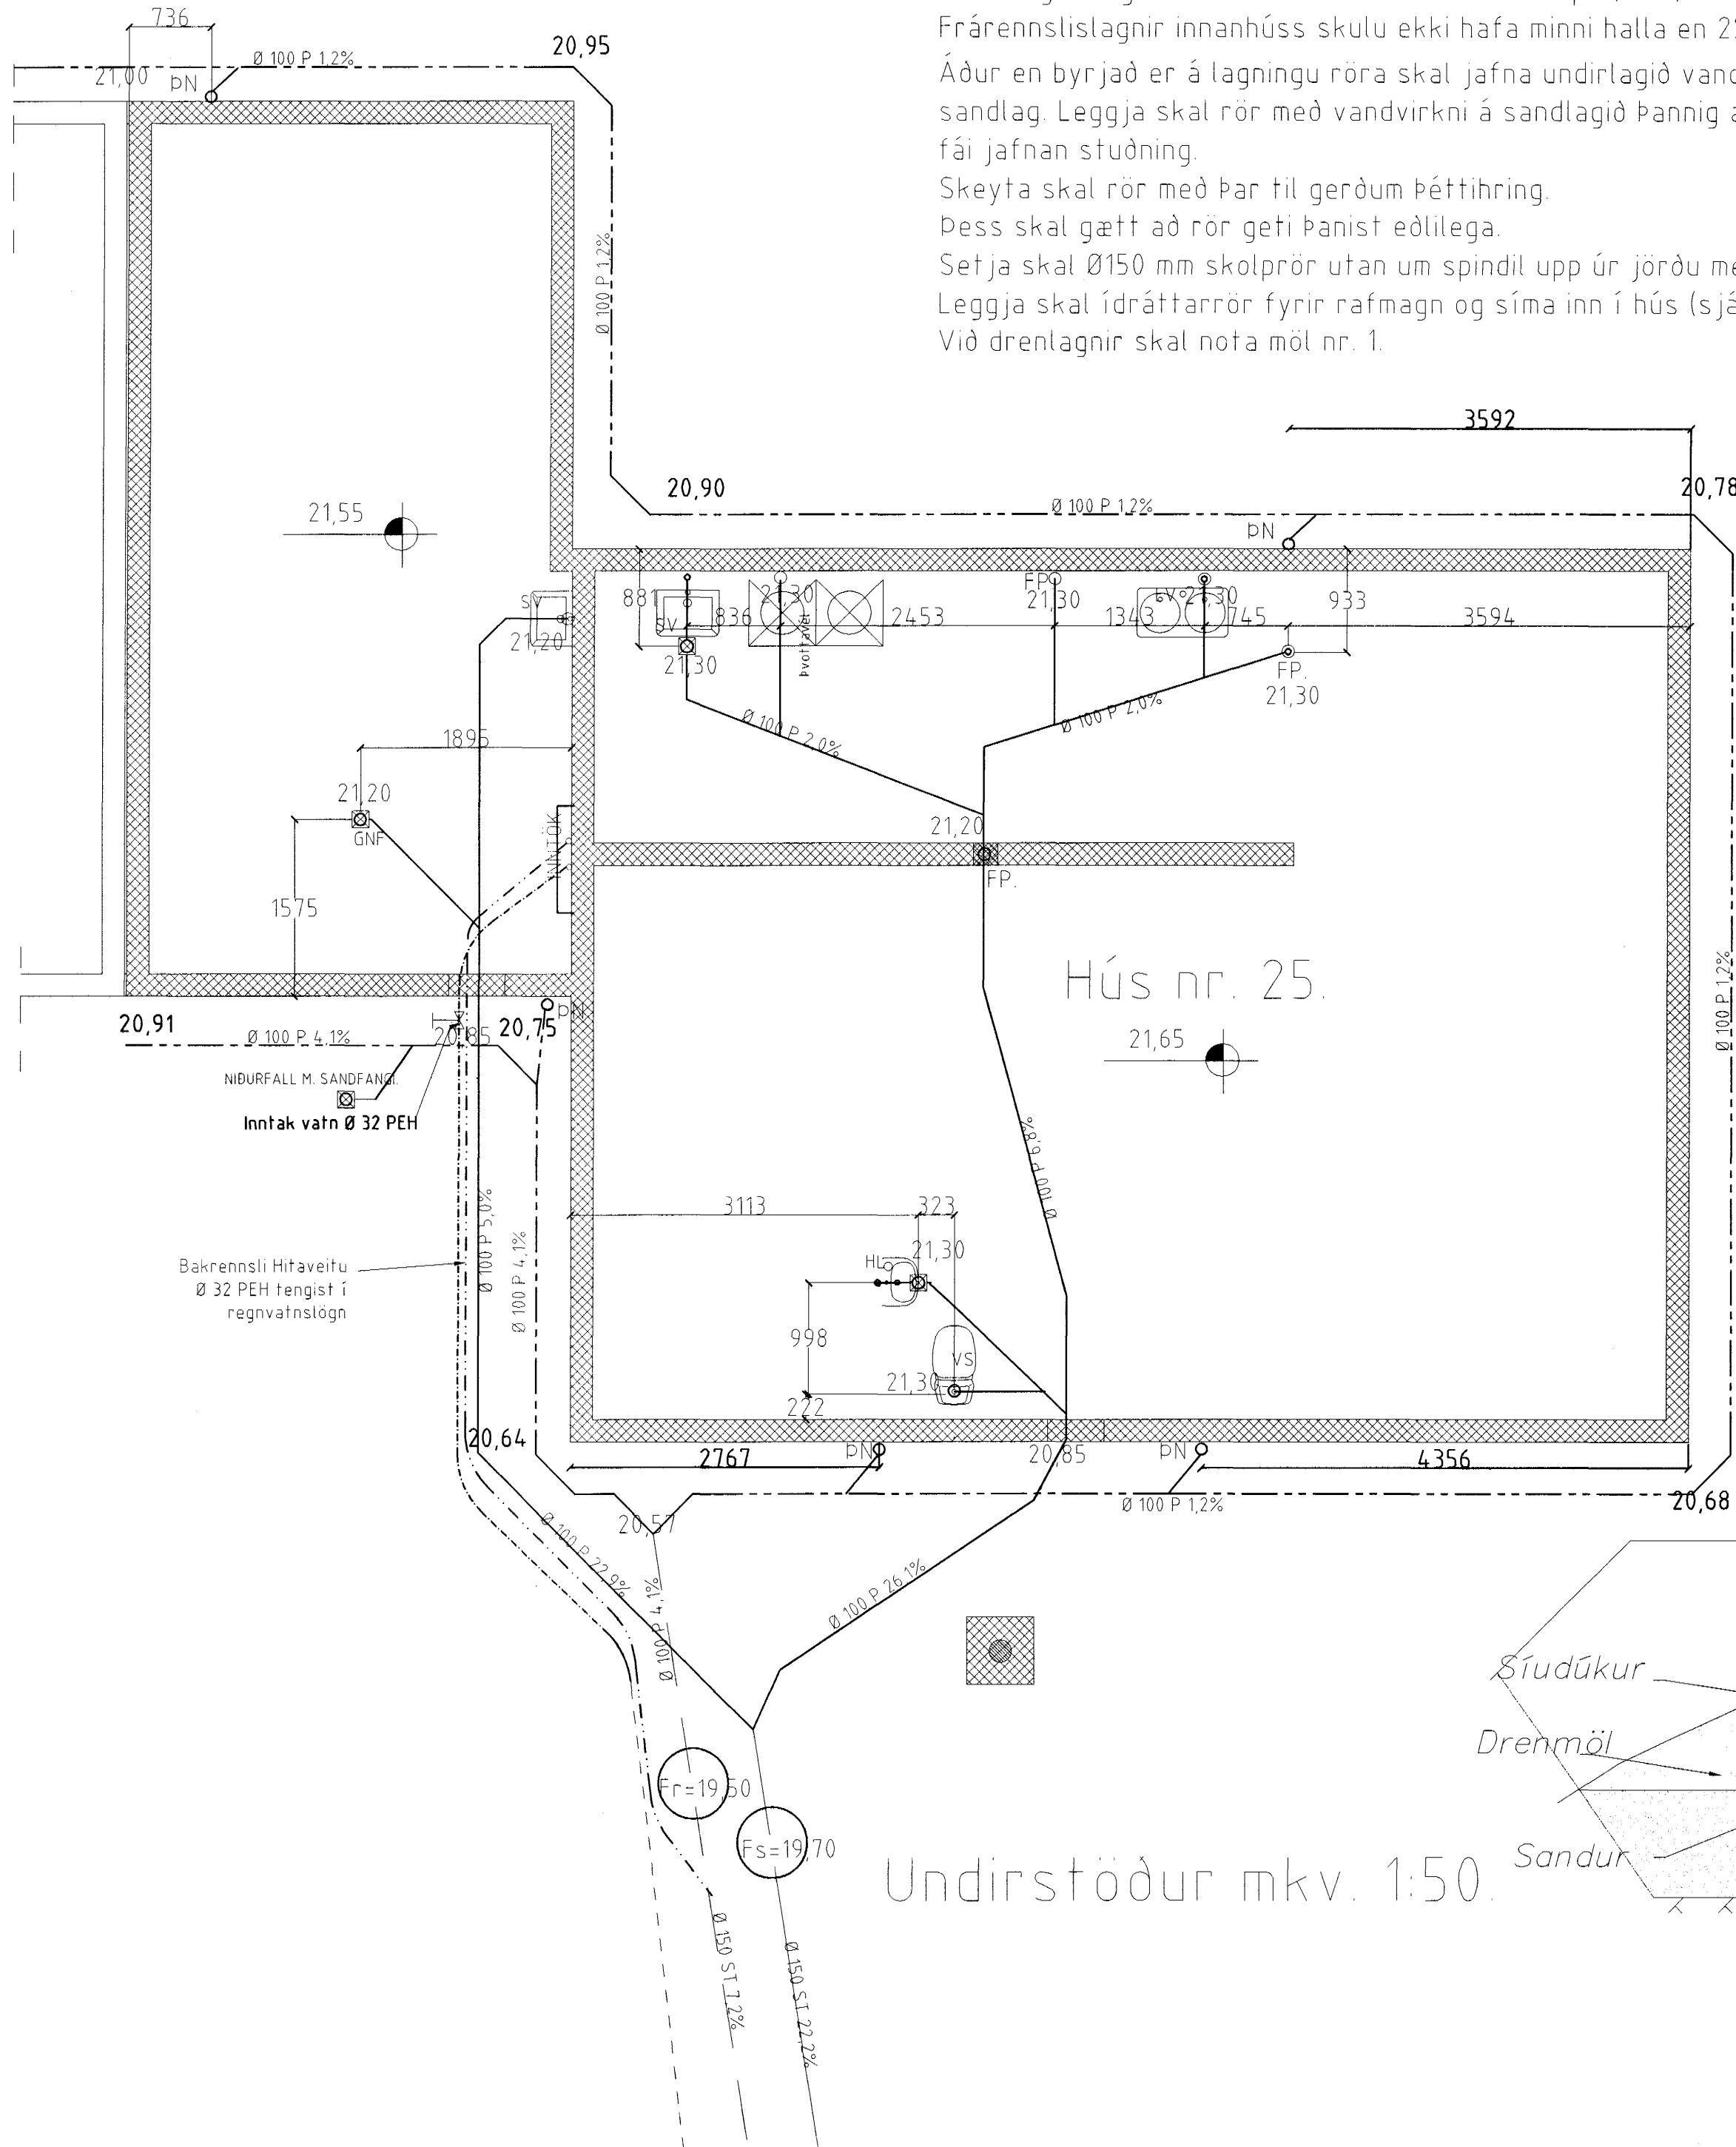 Frárennslislagnir innanhúss skulu ekki hafa minni halla en 2
Áður en byrjað er á lagningu röra skal jafna undirlagið
sandlag. Leggja skal rör með vandvirkni á sandlagið þannig
fái jafnan stuðning.
Skeyta skal rör með þar til gerðum þéttihring.
Þess skal gætt að rör geti þanist eðlilega.
Setja skal Ø150 mm skolprör utan um spindil upp úr jörðu
Leggja skal ídráttarrör fyrir rafmagn og síma inn í hús (sjá
Við drenlagnir skal nota möl nr. 1.
736
20,95
Ø 100 P 1,2%
21,00
ÞN
Ø 100 P 1,2%
3592
20,90
20,78
Ø 100 P 1,2%
21,55
ÞN
SV
21,20
881
SV
836
21,30
21,30
Þvottavél
2453
FP
21,30
1343
LV
21,30
745
933
3594
FP.
21,30
Ø 100 P 2,0%
Ø 100 P 2,0%
1895
21,20
GNF
INNTÖK
21,20
FP.
1575
Hús nr. 25.
21,65
Ø 100 P 1,2%
20,91
Ø 100 P 4,1%
20,85
20,75
ÞN
NIÐURFALL M. SANDFANGI.
Inntak vatn Ø 32 PEH
Ø 100 P 6,8%
Ø 100 P 5,0%
Ø 100 P 4,1%
3113
323
21,30
HL
Bakrennsli Hitaveitu
Ø 32 PEH tengist í
regnvatnslögn
998
VS
21,30
222
20,64
2767
ÞN
20,85
ÞN
4356
20,68
Ø 100 P 1,2%
20,57
Ø 100 P 22,9%
Ø 100 P 4,1%
Ø 100 P 26,1%
Síudúkur
Drenmöl
Sandur
Fr=19,50
Fs=19,70
Undirstöður mkv. 1:50.
Ø 150 ST 7,2%
Ø 150 ST 22,2%